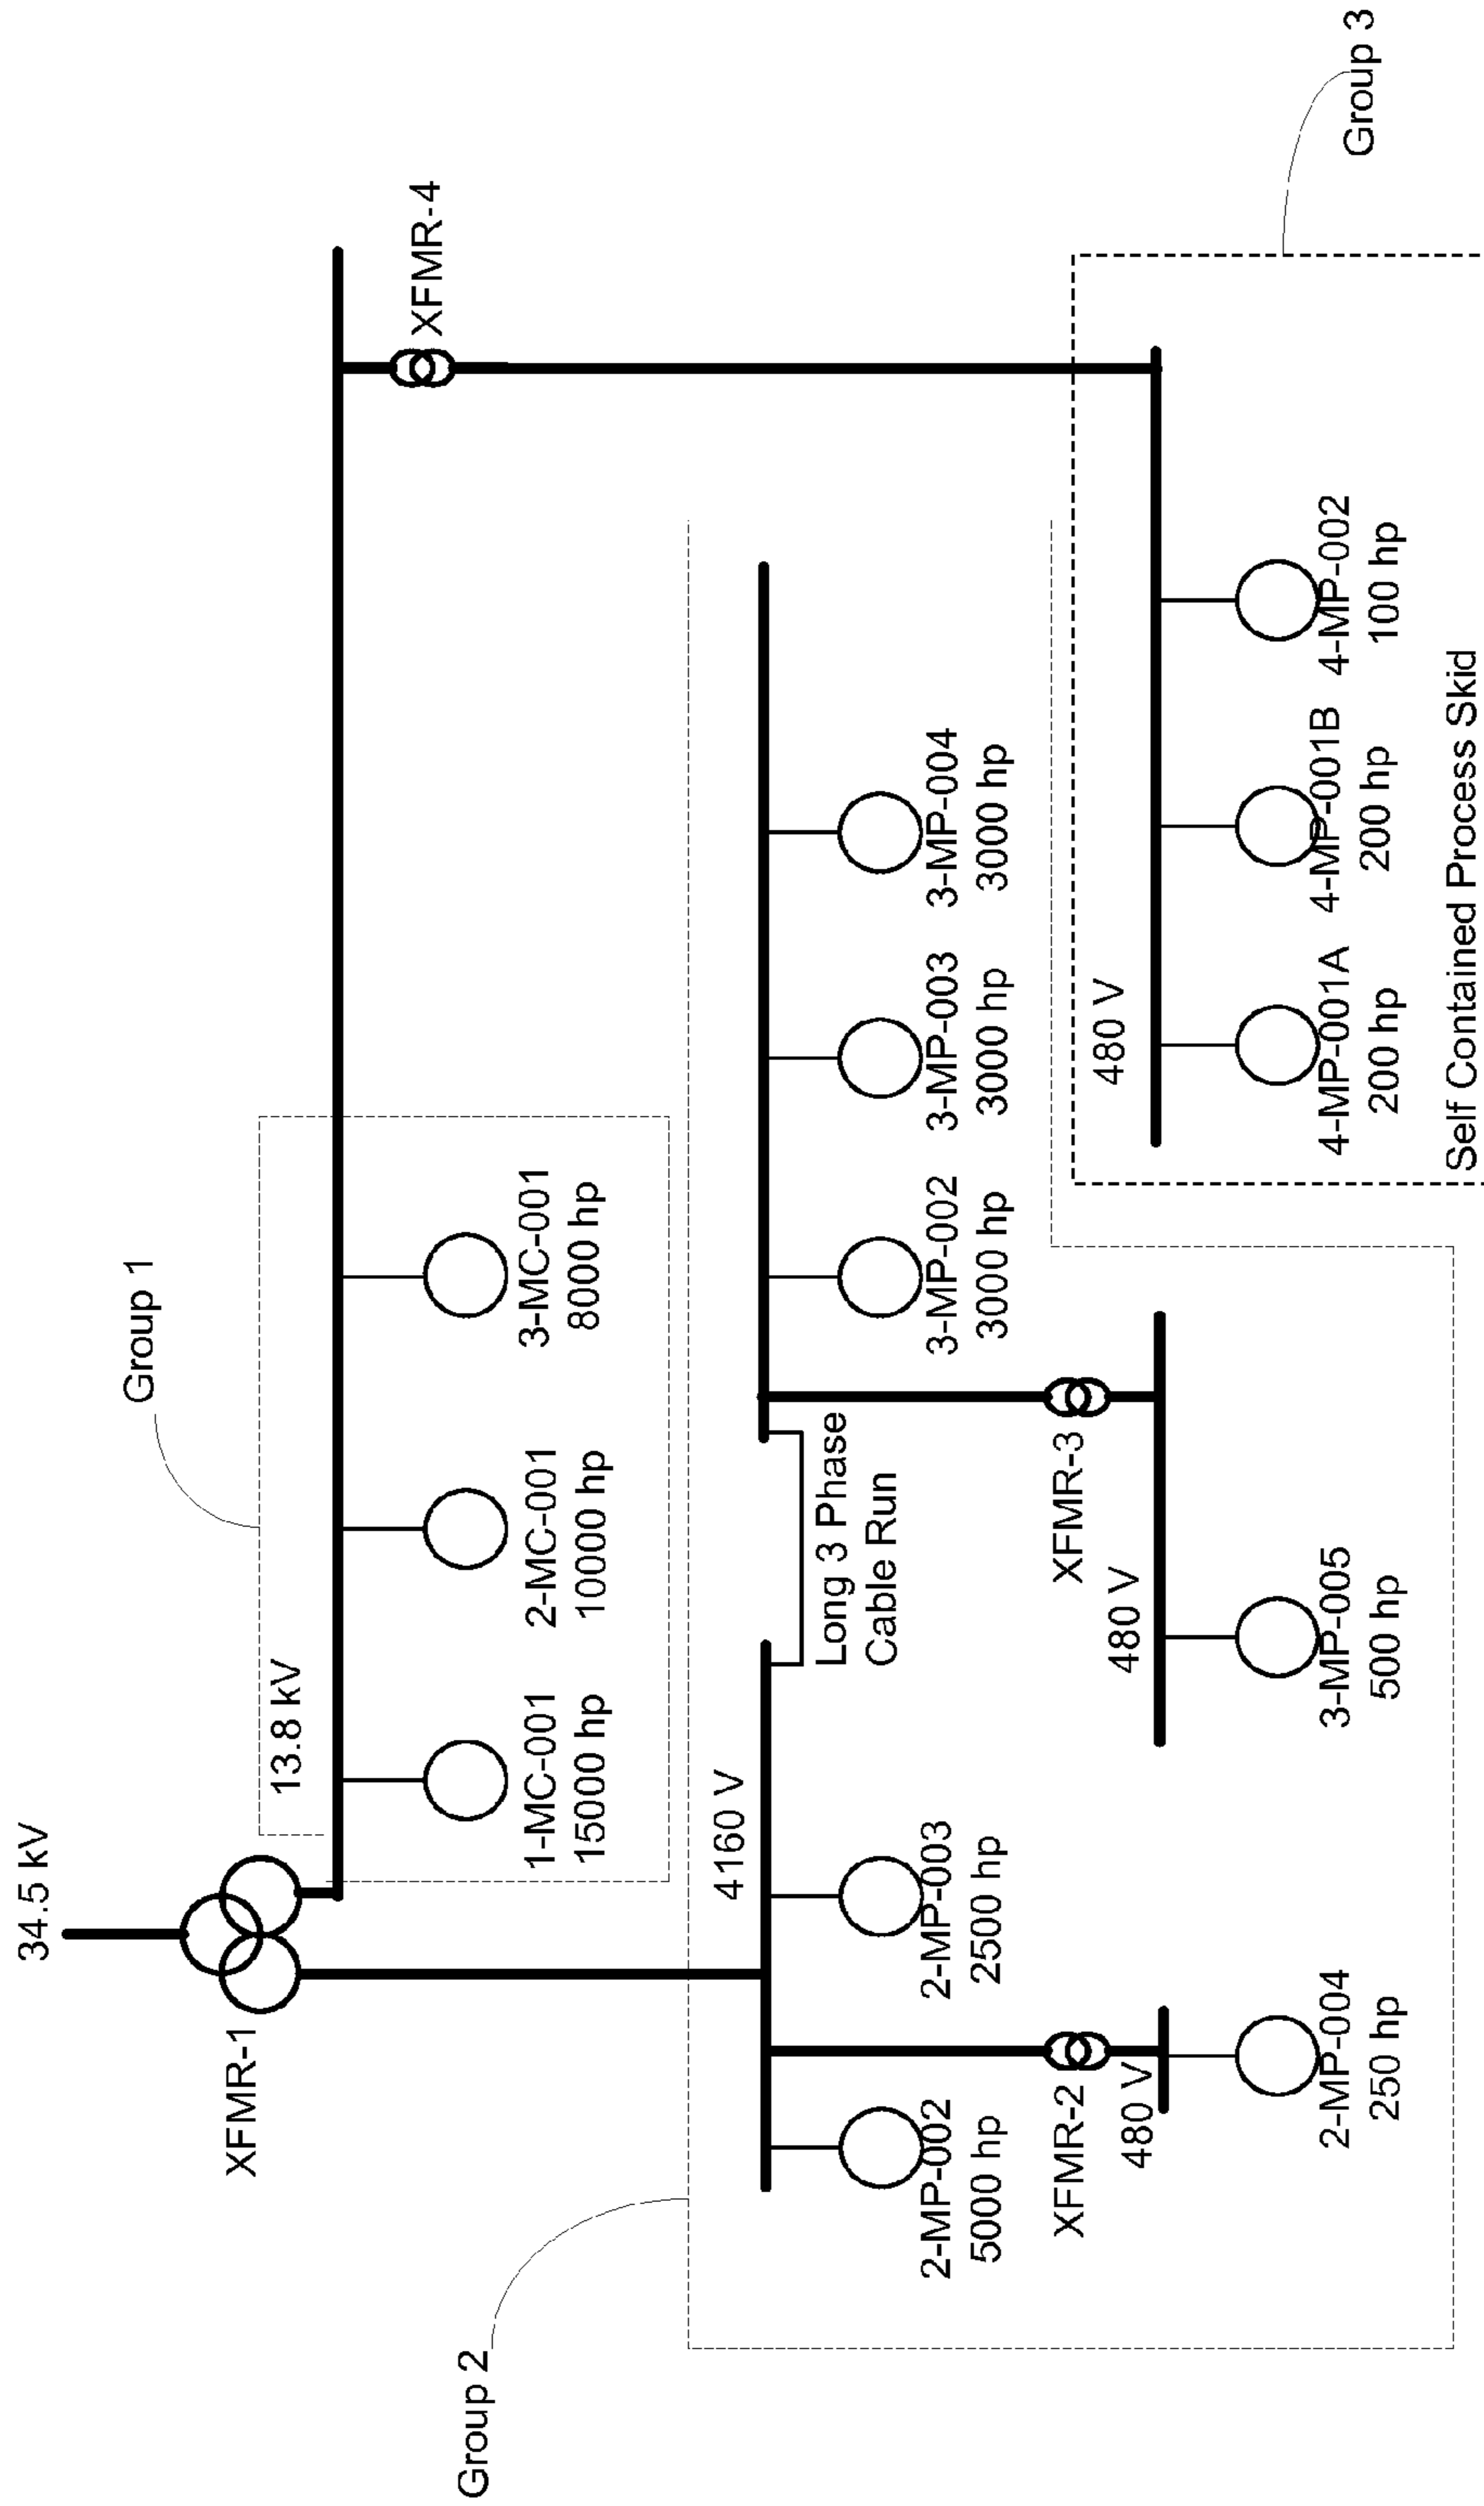 34.5 kV
XFMR-1
Group 1
13.8 kV
1-MC-001
15000 hp
2-MC-001
10000 hp
3-MC-001
8000 hp
XFMR-4
Group 2
4160 V
2-MP-002
5000 hp
2-MP-003
2500 hp
Long 3 Phase
Cable Run
3-MP-002
3000 hp
3-MP-003
3000 hp
3-MP-004
3000 hp
XFMR-2
480 V
2-MP-004
250 hp
XFMR-3
480 V
3-MP-005
500 hp
480 V
4-MP-001A
200 hp
4-MP-001B
200 hp
4-MP-002
100 hp
Self Contained Process Skid
Group 3